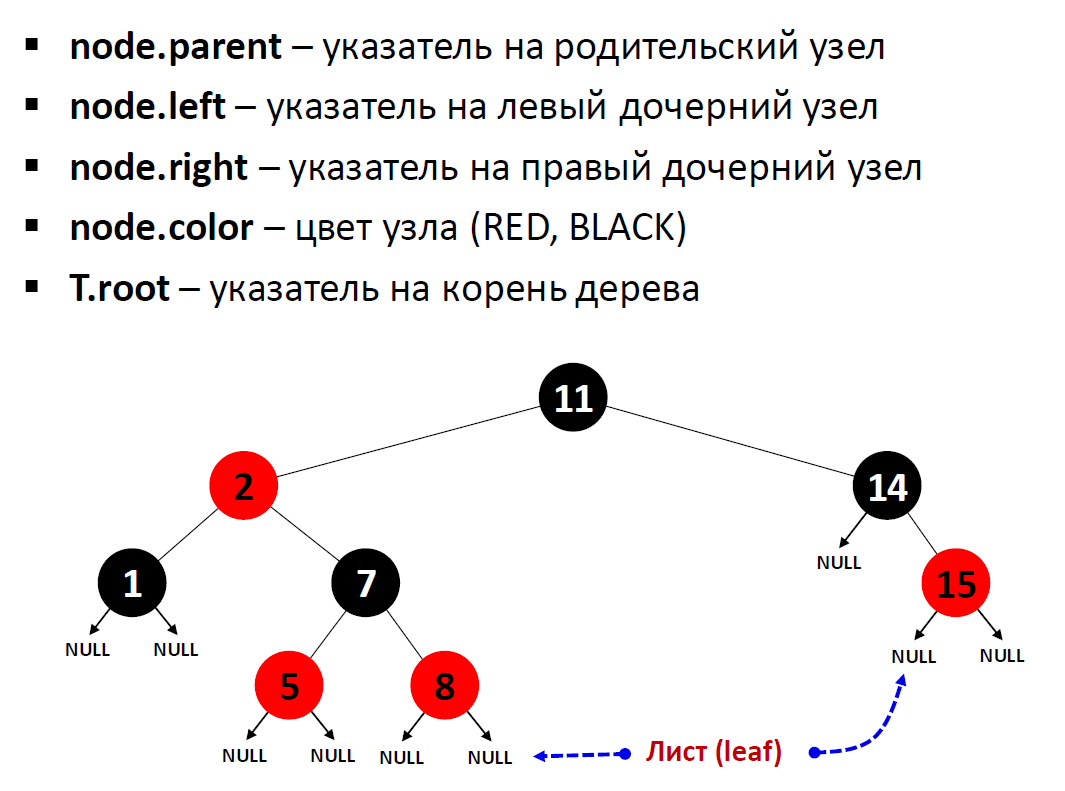 ▪ node.parent – указатель на родительский узел
▪ node.left – указатель на левый дочерний узел
▪ node.right – указатель на правый дочерний узел
▪ node.color – цвет узла (RED, BLACK)
▪ T.root – указатель на корень дерева
11
2
14
NULL
1
7
15
NULL
NULL
NULL
NULL
5
8
NULL
NULL
NULL
NULL
Лист (leaf)